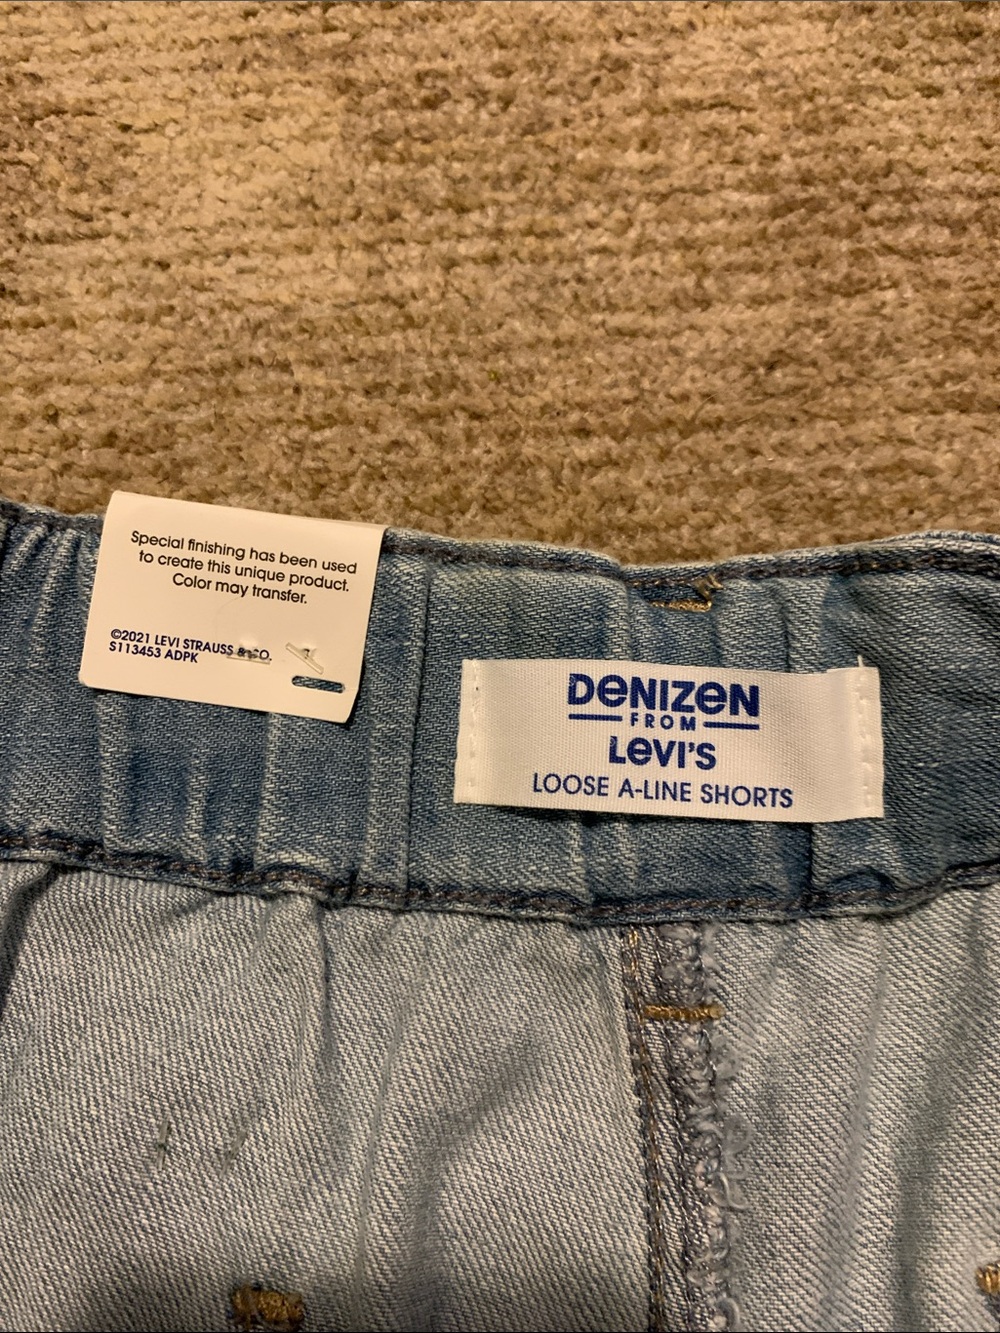 Special finishing has been used
to create this unique product.
Color may transfer.
©2021 LEVI STRAUSS & CO.
S113453 ADPK
DENIZEN
FROM
LEVI'S
LOOSE A-LINE SHORTS